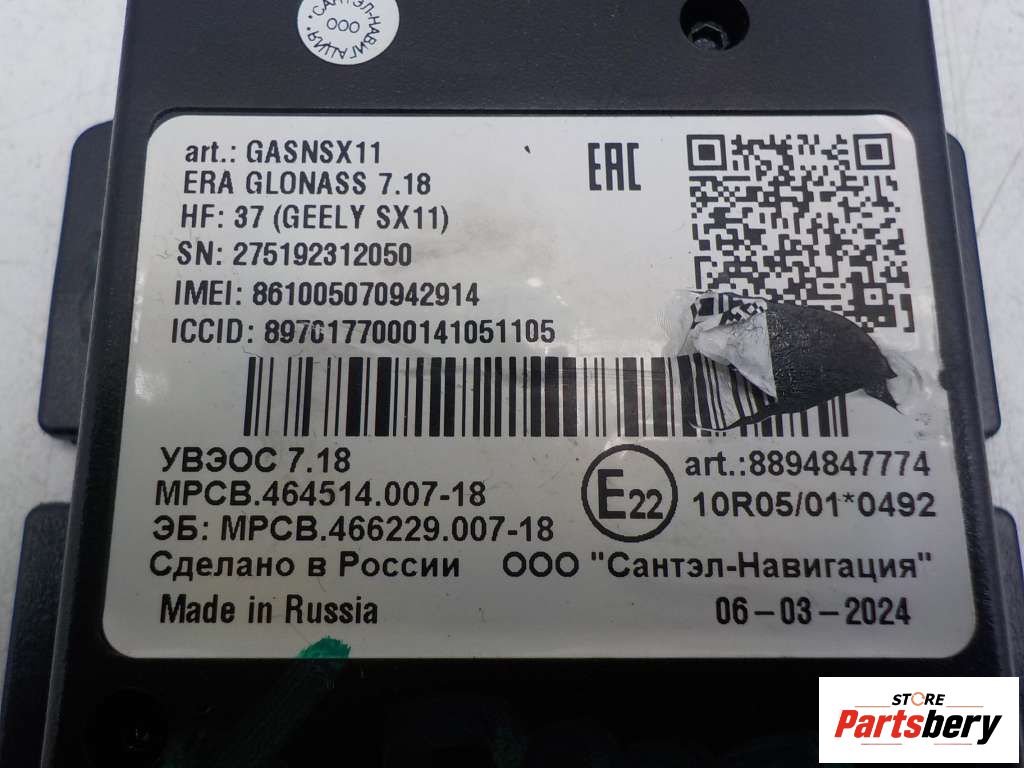 "САНТЭЛ-НАВИГАЦИЯ"
ООО
art.: GASNSX11
ERA GLONASS 7.18
HF: 37 (GEELY SX11)
SN: 275192312050
IMEI: 861005070942914
ICCID: 89701177000141051105
EAC
УВЭОС 7.18
МРСВ.464514.007-18
ЭБ: МРСВ.466229.007-18
E22
art.:8894847774
10R05/01*0492
Сделано в России ООО "Сантэл-Навигация"
Made in Russia 06-03-2024
STORE
Partsbery